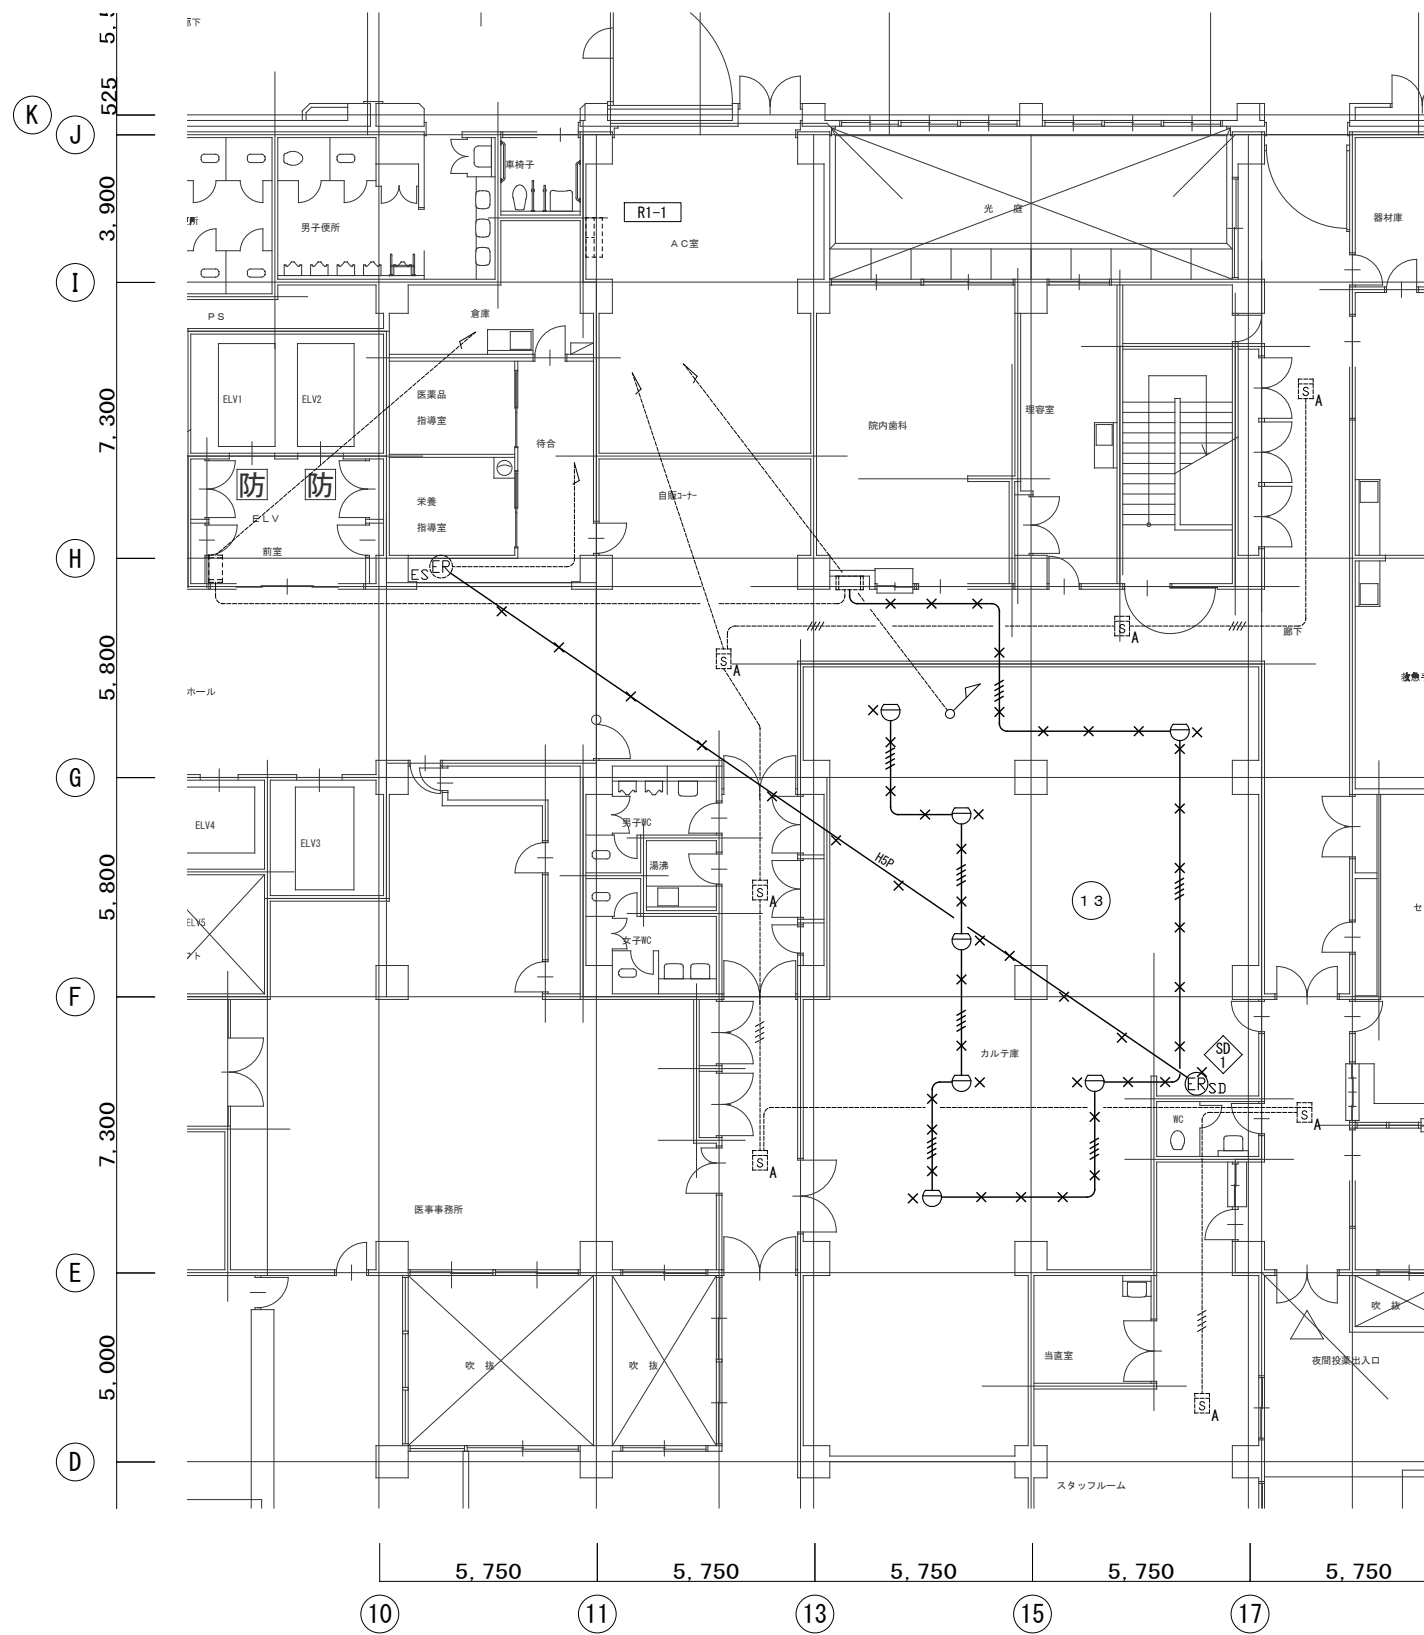 廊下
525
K
J
車椅子
3,900
R1-1
男子便所
光 庭
器材庫
AC室
I
PS
倉庫
7,300
ELV1
ELV2
医薬品
指導室
待合
院内歯科
理容室
S
A
防
防
栄養
指導室
自販コーナー
ELV
前室
H
ES
ER
S
A
廊下
5,800
ホール
S
A
G
ELV4
ELV3
男子WC
湯沸
H5P
5,800
S
A
13
セ
ELV5
女子WC
F
カルテ庫
SD
1
ER
SD
7,300
WC
S
A
S
A
医事事務所
E
吹 抜
5,000
吹 抜
吹 抜
当直室
夜間投薬出入口
S
A
D
スタッフルーム
5,750
5,750
5,750
5,750
5,750
10
11
13
15
17